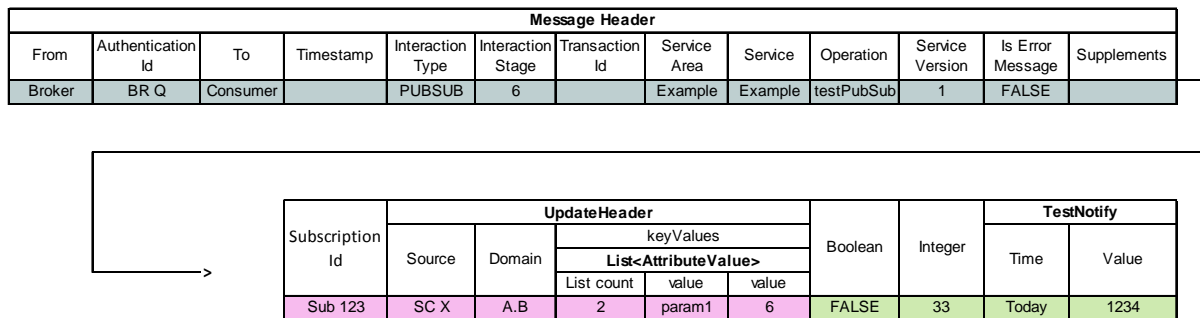 Message Header
From Authentication Id To Timestamp Interaction Type Interaction Stage Transaction Id Service Area Service Operation Service Version Is Error Message Supplements
Broker BR Q Consumer PUBSUB 6 Example Example testPubSub 1 FALSE
Subscription Id UpdateHeader Boolean Integer TestNotify
Source Domain keyValues Time Value
List<AttributeValue>
List count value value
Sub 123 SC X A.B 2 param1 6 FALSE 33 Today 1234